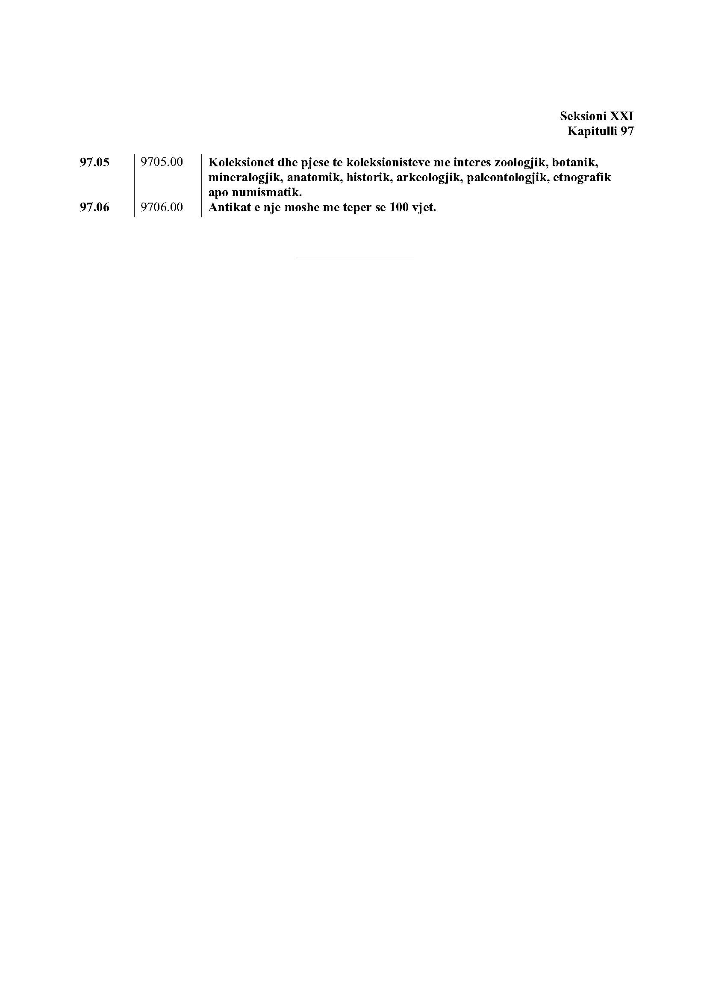 Seksioni XXI
Kapitulli 97
97.05 9705.00 Koleksionet dhe pjese te koleksionisteve me interes zoologjik, botanik,
mineralogjik, anatomik, historik, arkeologjik, paleontologjik, etnografik
apo numismatik.
97.06 9706.00 Antikat e nje moshe me teper se 100 vjet.